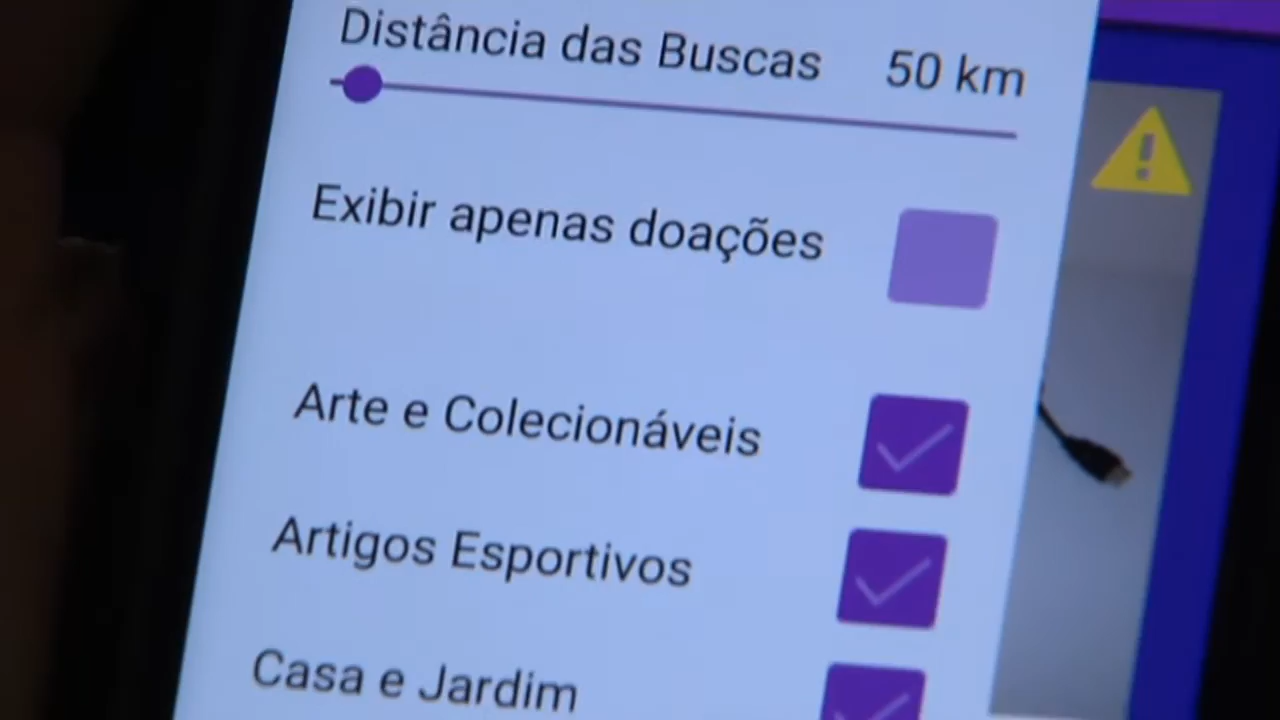 Distância das Buscas 50 km
Exibir apenas doações
Arte e Colecionáveis
Artigos Esportivos
Casa e Jardim